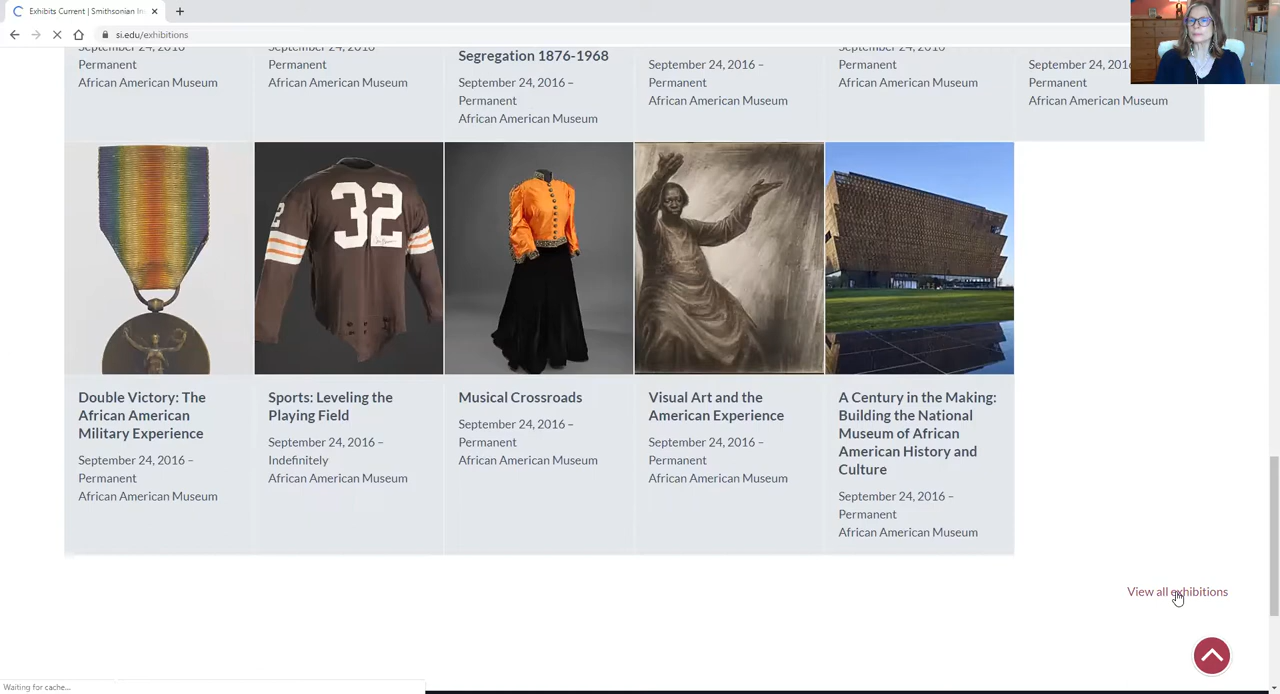 Exhibits Current | Smithsonian In
si.edu/exhibitions
September 24, 2016 –
Permanent
African American Museum
September 24, 2016 –
Permanent
African American Museum
Segregation 1876-1968
September 24, 2016 –
Permanent
African American Museum
September 24, 2016 –
Permanent
African American Museum
September 24, 2016 –
Permanent
African American Museum
September 24, 2016
Permanent
African American Museum
32
2
Double Victory: The
African American
Military Experience
September 24, 2016 –
Permanent
African American Museum
Sports: Leveling the
Playing Field
September 24, 2016 –
Indefinitely
African American Museum
Musical Crossroads
September 24, 2016 –
Permanent
African American Museum
Visual Art and the
American Experience
September 24, 2016 –
Permanent
African American Museum
A Century in the Making:
Building the National
Museum of African
American History and
Culture
September 24, 2016 –
Permanent
African American Museum
View all exhibitions
Waiting for cache...